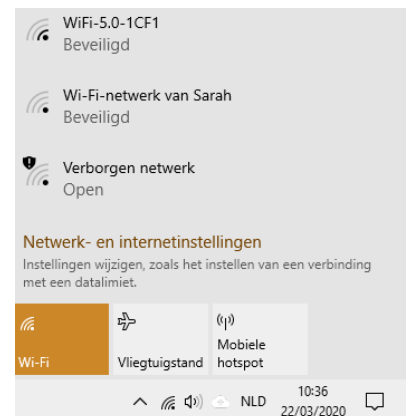 WiFi-5.0-1CF1
Beveiligd
Wi-Fi-netwerk van Sarah
Beveiligd
Verborgen netwerk
Open
Netwerk- en internetinstellingen
Instellingen wijzigen, zoals het instellen van een verbinding
met een datalimiet.
Wi-Fi
Vliegtuigstand
Mobiele
hotspot
NLD
10:36
22/03/2020